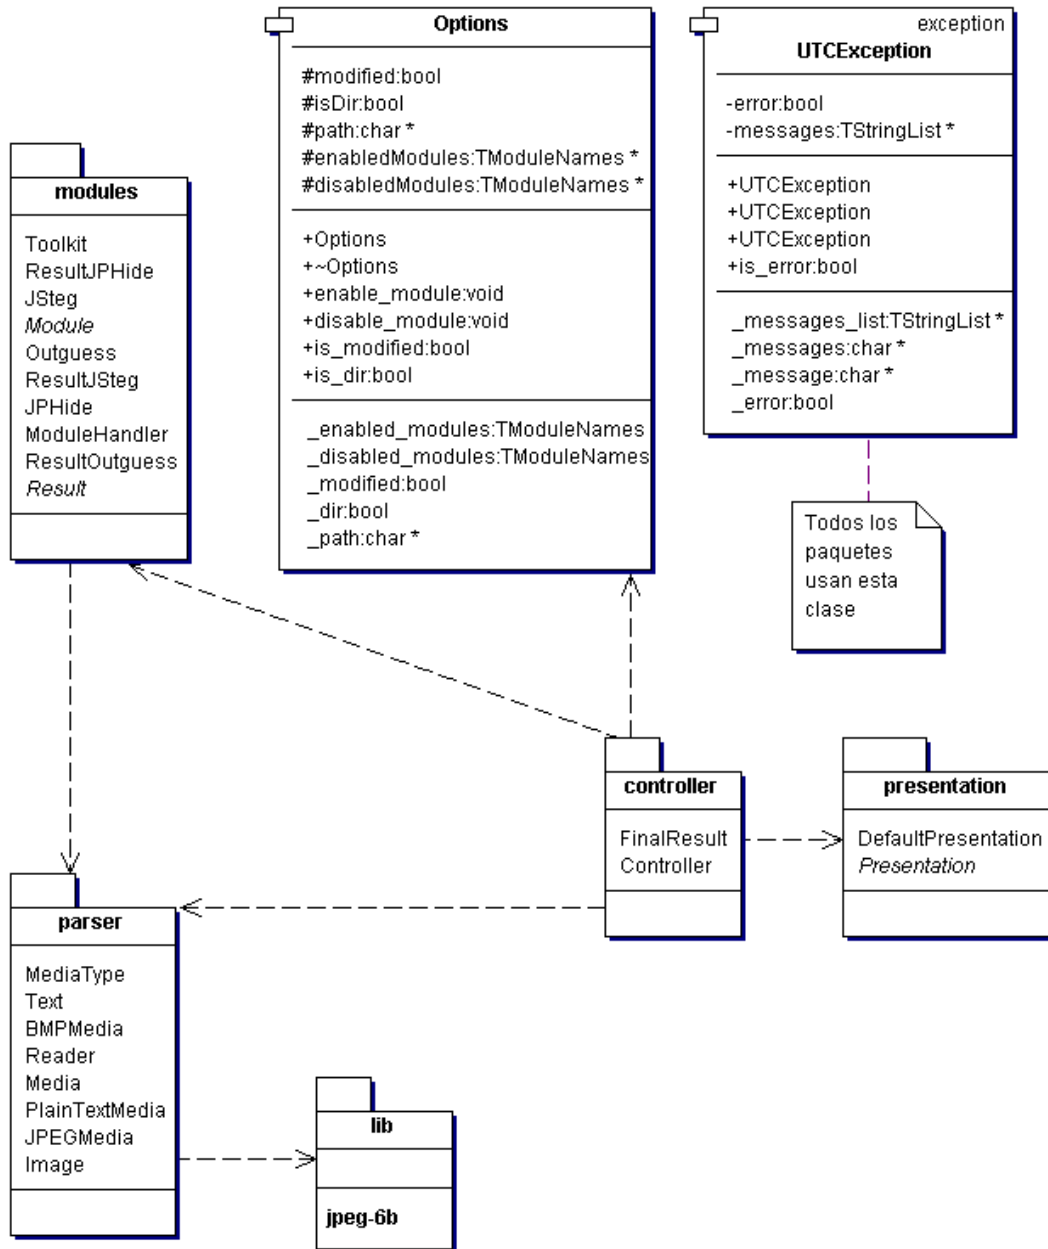 Options
#modified:bool
#isDir:bool
#path:char *
#enabledModules:TModuleNames *
#disabledModules:TModuleNames *
+Options
+~Options
+enable_module:void
+disable_module:void
+is_modified:bool
+is_dir:bool
_enabled_modules:TModuleNames
_disabled_modules:TModuleNames
_modified:bool
_dir:bool
_path:char *
exception
UTCException
-error:bool
-messages:TStringList *
+UTCException
+UTCException
+UTCException
+is_error:bool
_messages_list:TStringList *
_messages:char *
_message:char *
_error:bool
Todos los
paquetes
usan esta
clase
modules
Toolkit
ResultJPHide
JSteg
Module
Outguess
ResultJSteg
JPHide
ModuleHandler
ResultOutguess
Result
controller
FinalResult
Controller
presentation
DefaultPresentation
Presentation
parser
MediaType
Text
BMPMedia
Reader
Media
PlainTextMedia
JPEGMedia
Image
lib
jpeg-6b